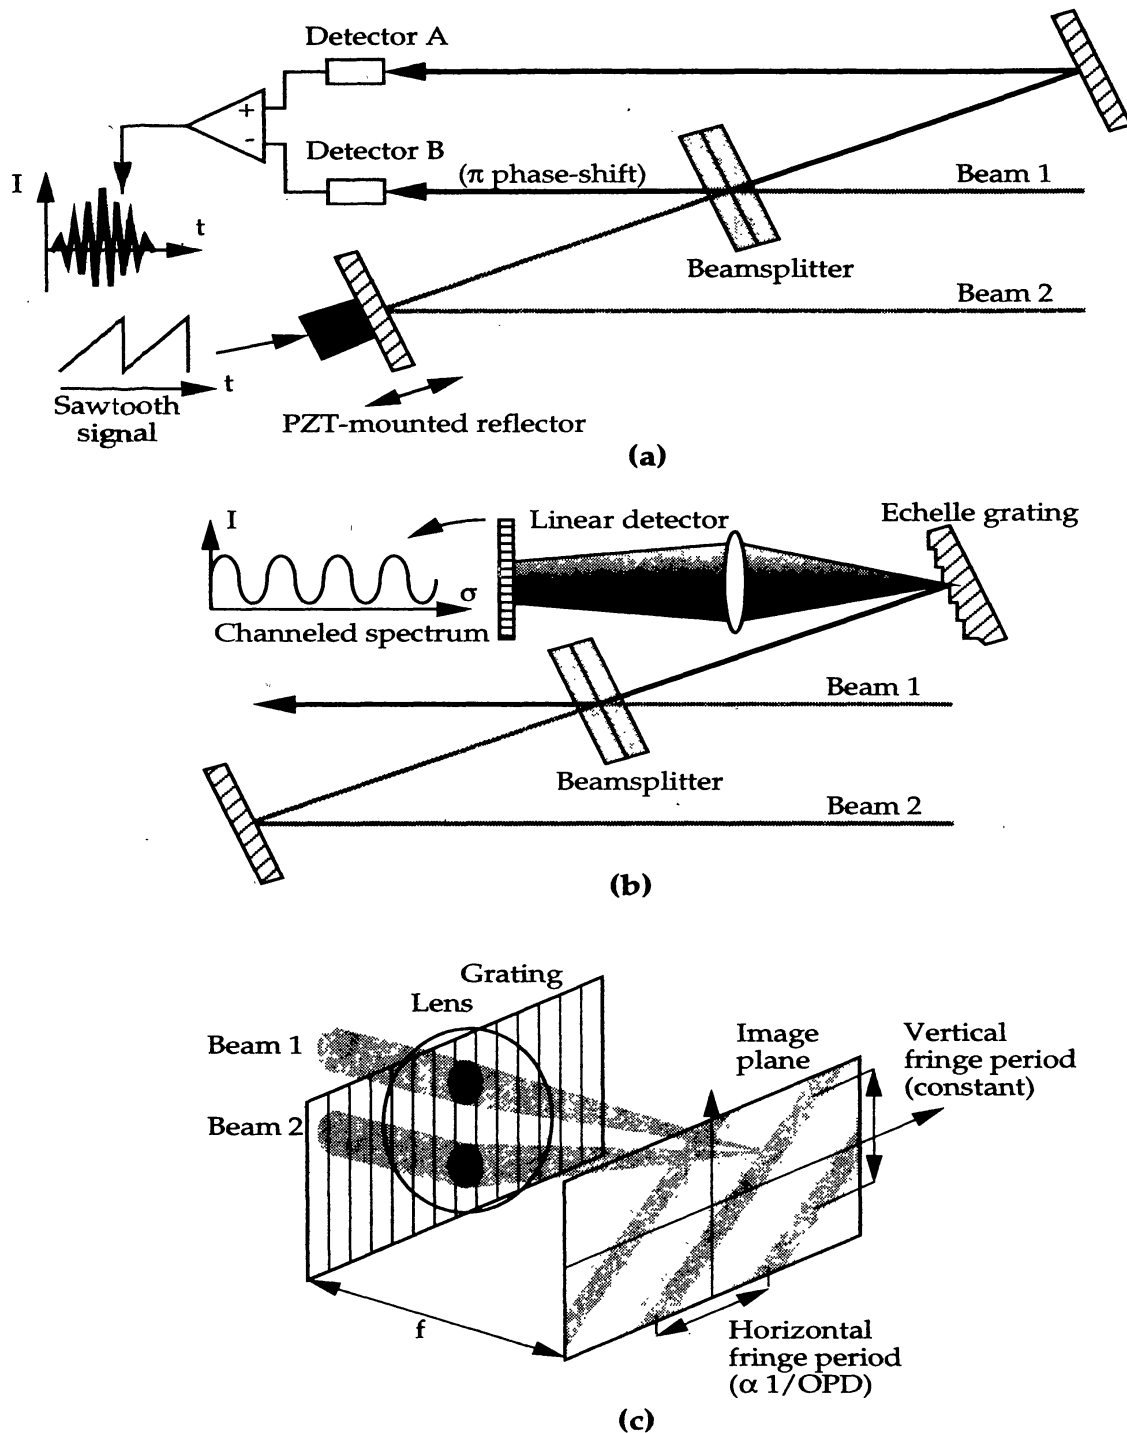 Detector A
+
-
Detector B
(π phase-shift)
Beam 1
I
t
Beamsplitter
Beam 2
t
Sawtooth
signal
PZT-mounted reflector
(a)
I
Linear detector
Echelle grating
σ
Channeled spectrum
Beam 1
Beamsplitter
Beam 2
(b)
Grating
Lens
Beam 1
Image
plane
Vertical
fringe period
(constant)
Beam 2
f
Horizontal
fringe period
(α 1/OPD)
(c)